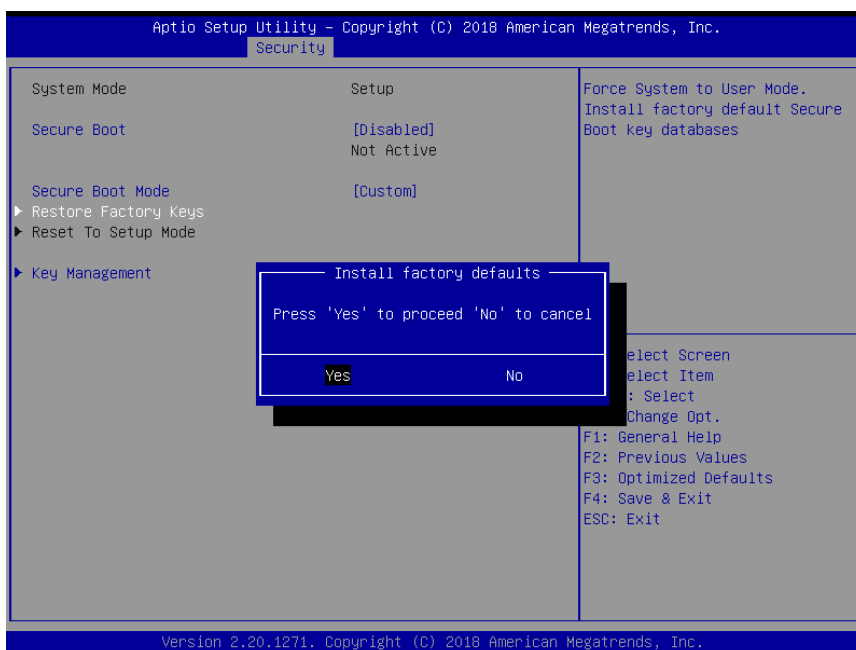 Aptio Setup Utility – Copyright (C) 2018 American Megatrends, Inc.
Security
System Mode Setup
Secure Boot [Disabled]
Not Active
Secure Boot Mode [Custom]
Restore Factory Keys
Reset To Setup Mode
Key Management
Force System to User Mode.
Install factory default Secure
Boot key databases
Install factory defaults
Press 'Yes' to proceed 'No' to cancel
Yes No
elect Screen
elect Item
: Select
Change Opt.
F1: General Help
F2: Previous Values
F3: Optimized Defaults
F4: Save & Exit
ESC: Exit
Version 2.20.1271. Copyright (C) 2018 American Megatrends, Inc.